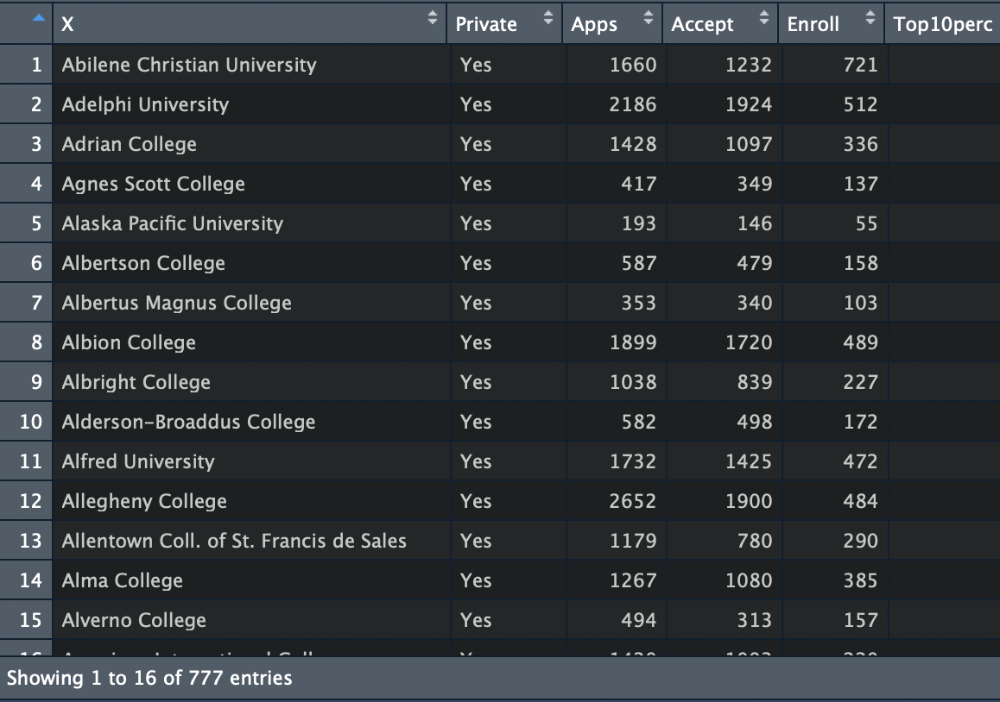 X Private Apps Accept Enroll Top10perc
1 Abilene Christian University Yes 1660 1232 721
2 Adelphi University Yes 2186 1924 512
3 Adrian College Yes 1428 1097 336
4 Agnes Scott College Yes 417 349 137
5 Alaska Pacific University Yes 193 146 55
6 Albertson College Yes 587 479 158
7 Albertus Magnus College Yes 353 340 103
8 Albion College Yes 1899 1720 489
9 Albright College Yes 1038 839 227
10 Alderson-Broaddus College Yes 582 498 172
11 Alfred University Yes 1732 1425 472
12 Allegheny College Yes 2652 1900 484
13 Allentown Coll. of St. Francis de Sales Yes 1179 780 290
14 Alma College Yes 1267 1080 385
15 Alverno College Yes 494 313 157
Showing 1 to 16 of 777 entries